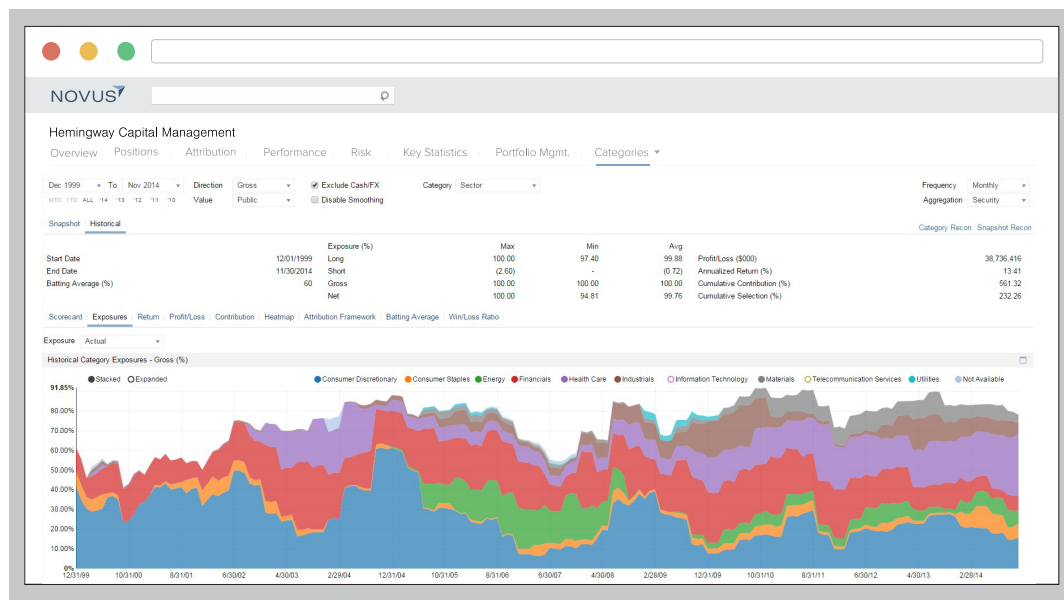 NOVUS
Hemingway Capital Management
Overview Positions Attribution Performance Risk Key Statistics Portfolio Mgmt. Categories
Dec 1999 To Nov 2014 Direction Gross Exclude Cash/FX Category Sector Frequency Monthly
MTD YTD ALL '14 '13 '12 '11 '10 Value Public Disable Smoothing Aggregation Security
Snapshot Historical Category Recon Snapshot Recon
Exposure (%) Max Min Avg
Start Date 12/01/1999 Long 100.00 97.40 99.88 Profit/Loss ($000) 38,736,416
End Date 11/30/2014 Short (2.60) - (0.72) Annualized Return (%) 13.41
Batting Average (%) 60 Gross 100.00 100.00 100.00 Cumulative Contribution (%) 561.32
Net 100.00 94.81 99.76 Cumulative Selection (%) 232.26
Scorecard Exposures Return Profit/Loss Contribution Heatmap Attribution Framework Batting Average Win/Loss Ratio
Exposure Actual
Historical Category Exposures - Gross (%)
Stacked Expanded Consumer Discretionary Consumer Staples Energy Financials Health Care Industrials Information Technology Materials Telecommunication Services Utilities Not Available
91.85%
80.00%
70.00%
60.00%
50.00%
40.00%
30.00%
20.00%
10.00%
0%
12/31/99 10/31/00 8/31/01 6/30/02 4/30/03 2/29/04 12/31/04 10/31/05 8/31/06 6/30/07 4/30/08 2/28/09 12/31/09 10/31/10 8/31/11 6/30/12 4/30/13 2/28/14